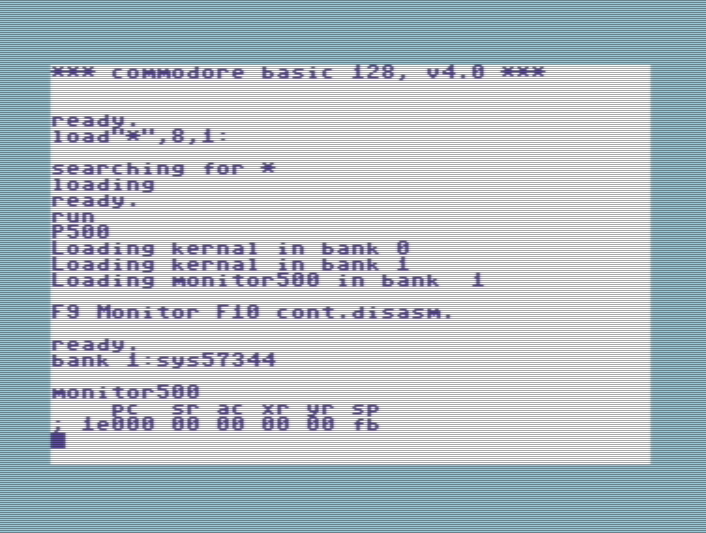 *** commodore basic 128, v4.0 ***
ready.
load"*",8,1:
searching for *
loading
ready.
run
P500
Loading kernal in bank 0
Loading kernal in bank 1
Loading monitor500 in bank  1
F9 Monitor F10 cont.disasm.
ready.
bank 1:sys57344
monitor500
    pc  sr ac xr yr sp
; 1e000 00 00 00 00 fb